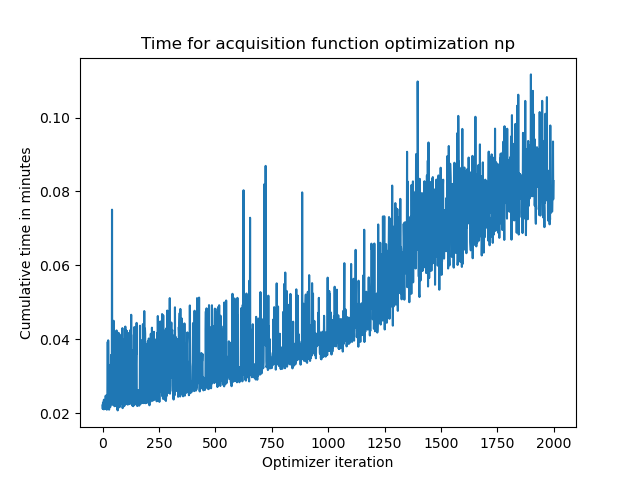 Time for acquisition function optimization np
Cumulative time in minutes
0.10
0.08
0.06
0.04
0.02
0 250 500 750 1000 1250 1500 1750 2000
Optimizer iteration